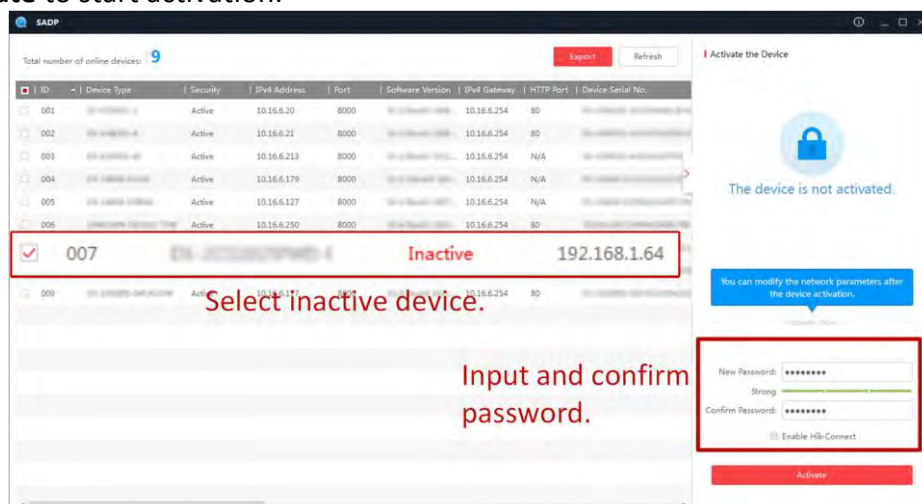 ate to start activation.
SADP
Total number of online devices: 9
Export
Refresh
Activate the Device
ID
Device Type
Security
IPv4 Address
Port
Software Version
IPv4 Gateway
HTTP Port
Device Serial No.
001 Active 10.16.6.20 8000 10.16.6.254 80
002 Active 10.16.6.21 8000 10.16.6.254 80
003 Active 10.16.6.213 8000 10.16.6.254 N/A
004 Active 10.16.6.179 8000 10.16.6.254 N/A
005 Active 10.16.6.127 8000 10.16.6.254 N/A
006 Active 10.16.6.250 8000 10.16.6.254 80
007 Inactive 192.168.1.64
009 10.16.6.254 80
Select inactive device.
The device is not activated.
You can modify the network parameters after
the device activation.
Input and confirm
password.
New Password:
Strong
Confirm Password:
Enable Hik-Connect
Activate